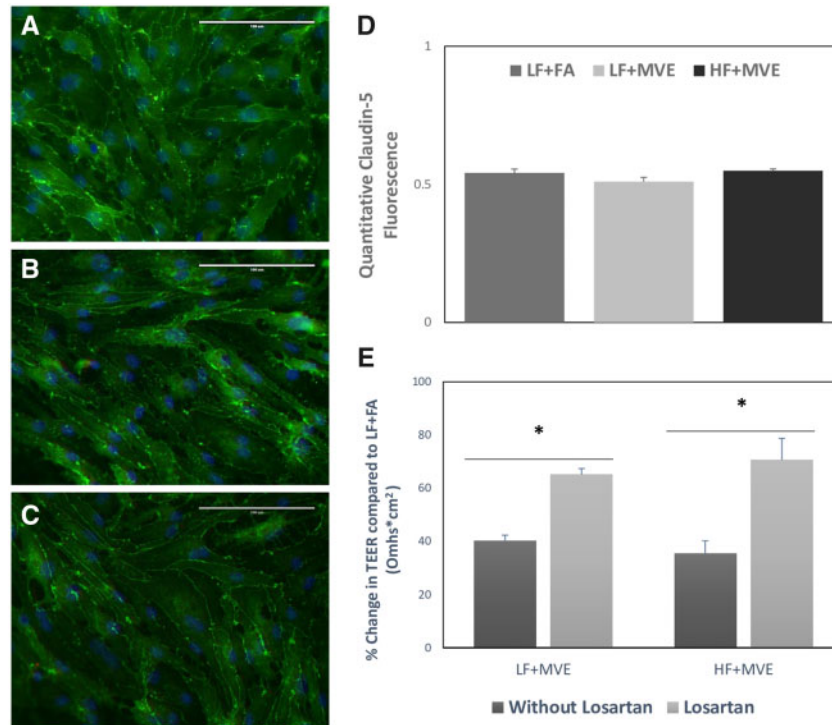 A
B
C
D
Quantitative Claudin-5
Fluorescence
1
0.5
0
LF+FA LF+MVE HF+MVE
E
% Change in TEER compared to LF+FA
(Omhs*cm²)
100
80
60
40
20
0
*
*
LF+MVE HF+MVE
Without Losartan Losartan